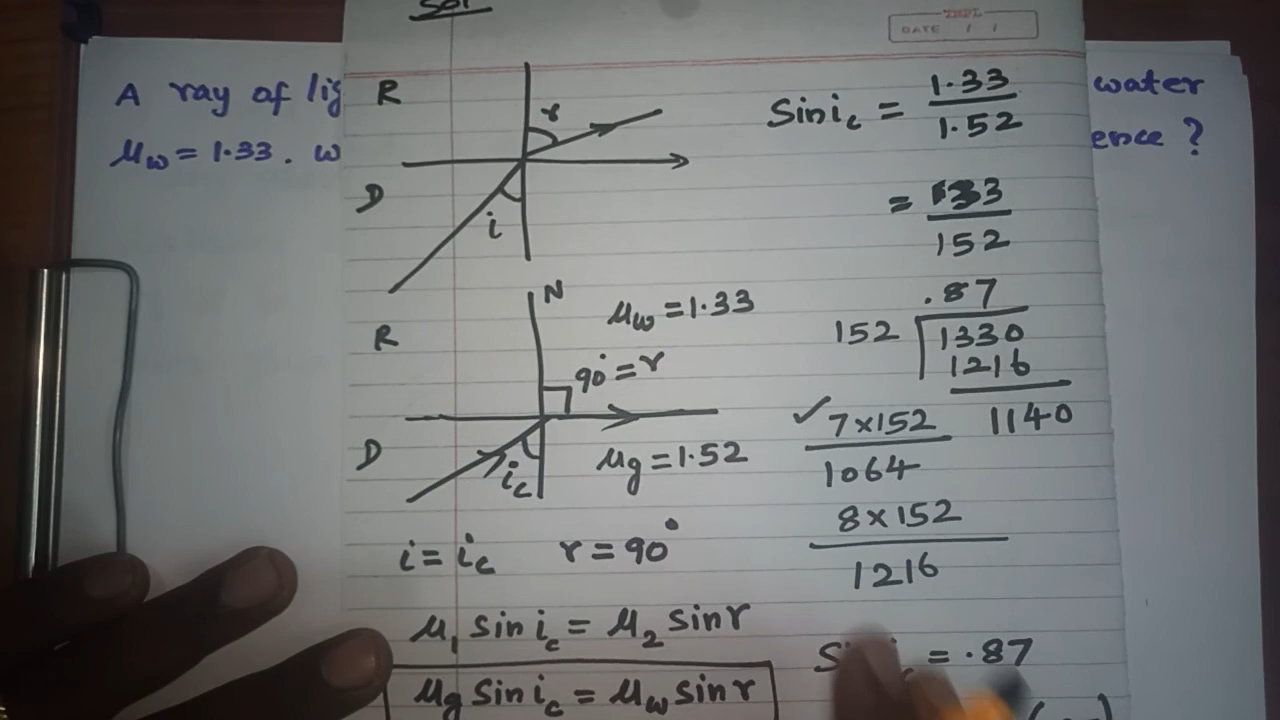 Sol
DATE / /
A ray of lig
water
μw = 1.33. w
ence ?
R
r
D
i
N
μw = 1.33
R
90° = r
D
ic
μg = 1.52
i = ic r = 90°
μ1 sin ic = μ2 sin r
μg Sin ic = μw sin r
Sin ic = 1.33
1.52
= 133
152
.87
152 1330
1216
1140
✓ 7 x 152
1064
8 x 152
1216
= .87